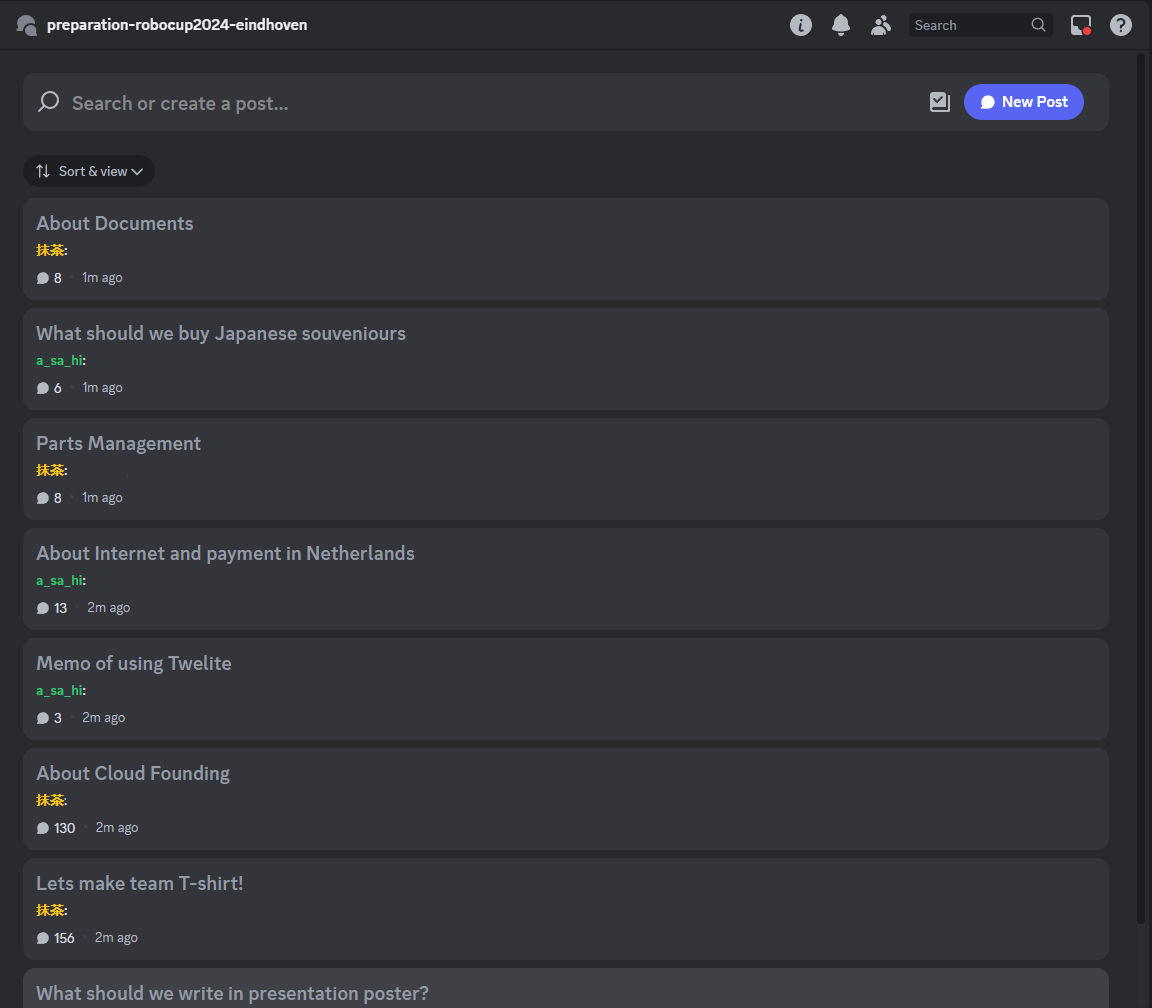 preparation-robocup2024-eindhoven
Search
Search or create a post...
New Post
Sort & view
About Documents
抹茶:
8 · 1m ago
What should we buy Japanese souveniours
a_sa_hi:
6 · 1m ago
Parts Management
抹茶:
8 · 1m ago
About Internet and payment in Netherlands
a_sa_hi:
13 · 2m ago
Memo of using Twelite
a_sa_hi:
3 · 2m ago
About Cloud Founding
抹茶:
130 · 2m ago
Lets make team T-shirt!
抹茶:
156 · 2m ago
What should we write in presentation poster?